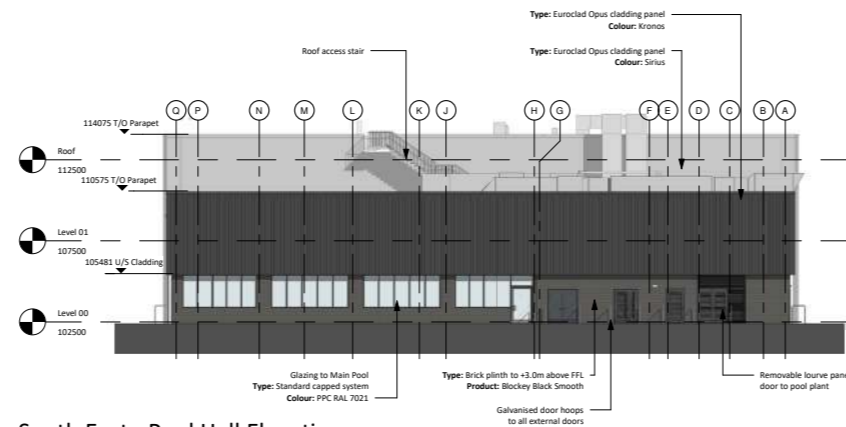 Type: Euroclad Opus cladding panel
Colour: Kronos
Roof access stair
Type: Euroclad Opus cladding panel
Colour: Sirius
Q P N M L K J H G F E D C B A
114075 T/O Parapet
Roof
112500
110575 T/O Parapet
Level 01
107500
105481 U/S Cladding
Level 00
102500
Glazing to Main Pool
Type: Standard capped system
Colour: PPC RAL 7021
Type: Brick plinth to +3.0m above FFL
Product: Blockey Black Smooth
Removable lourve pane
door to pool plant
Galvanised door hoops
to all external doors